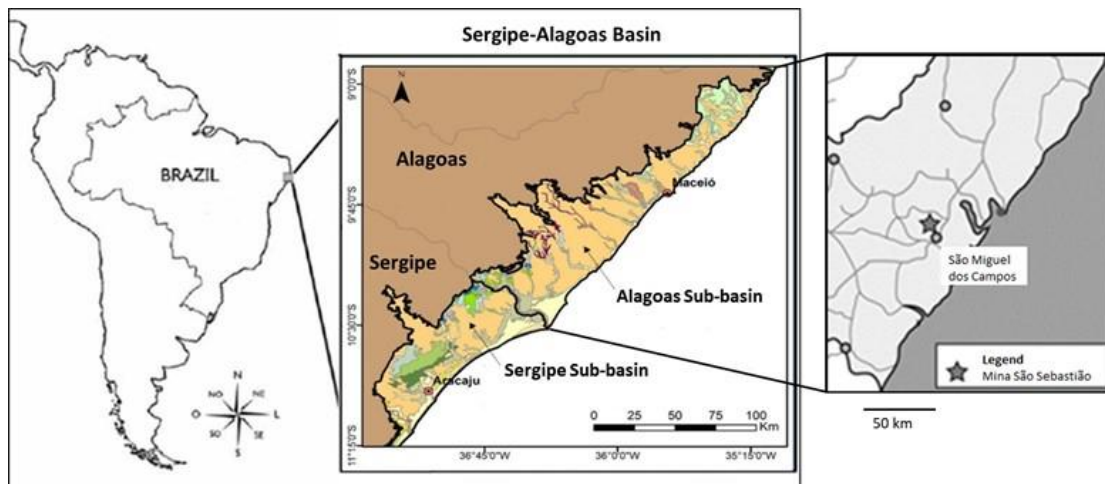 Sergipe-Alagoas Basin
BRAZIL
N
NO
NE
O
L
SO
SE
S
N
Alagoas
Sergipe
Maceió
Alagoas Sub-basin
Sergipe Sub-basin
Aracaju
0 25 50 75 100
Km
9°0'0"S
9°45'0"S
10°30'0"S
11°15'0"S
36°45'0"W
36°0'0"W
35°15'0"W
São Miguel
dos Campos
Legend
Mina São Sebastião
50 km